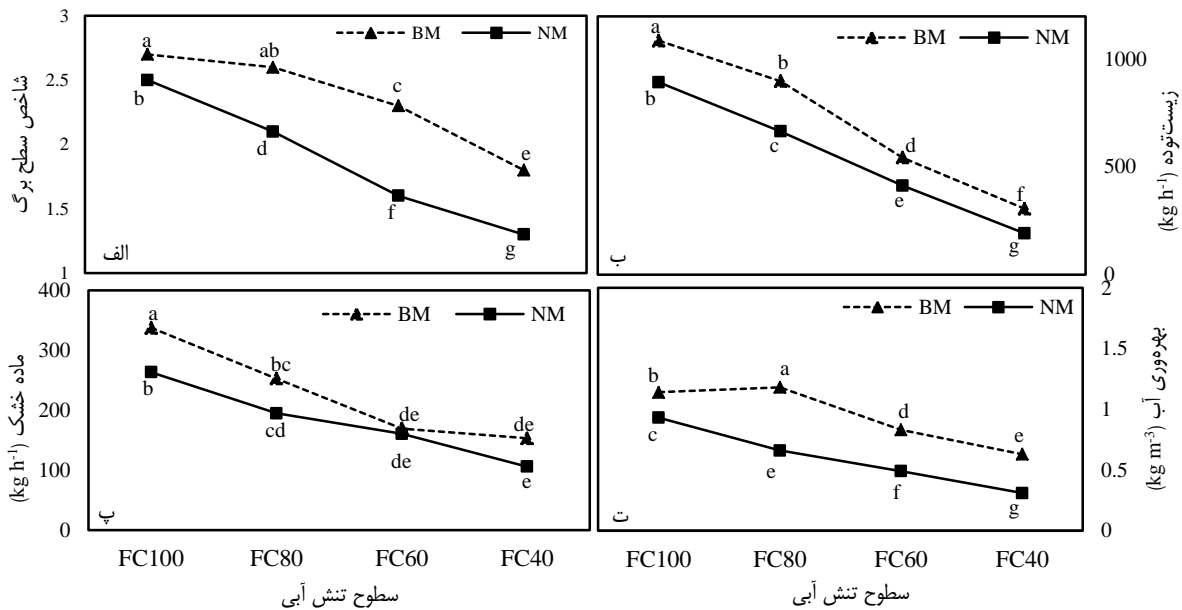 شاخص سطح برگ
3
2.5
2
1.5
1
BM
NM
a
ab
c
e
b
d
f
g
الف
زیست‌توده (kg h-1)
1000
500
0
BM
NM
a
b
d
f
b
c
e
g
ب
ماده خشک (kg h-1)
400
300
200
100
0
BM
NM
a
bc
de
de
b
cd
de
e
پ
FC100 FC80 FC60 FC40
سطوح تنش آبی
بهره‌وری آب (kg m-3)
2
1.5
1
0.5
0
BM
NM
b
a
d
e
c
e
f
g
ت
FC100 FC80 FC60 FC40
سطوح تنش آبی